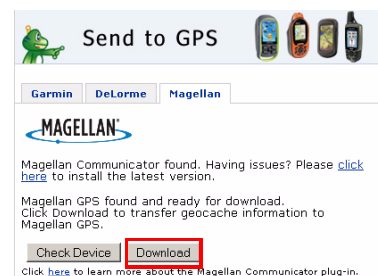 Send to GPS
Garmin DeLorme Magellan
MAGELLAN
Magellan Communicator found. Having issues? Please click
here to install the latest version.
Magellan GPS found and ready for download.
Click Download to transfer geocache information to
Magellan GPS.
Check Device Download
Click here to learn more about the Magellan Communicator plug-in.